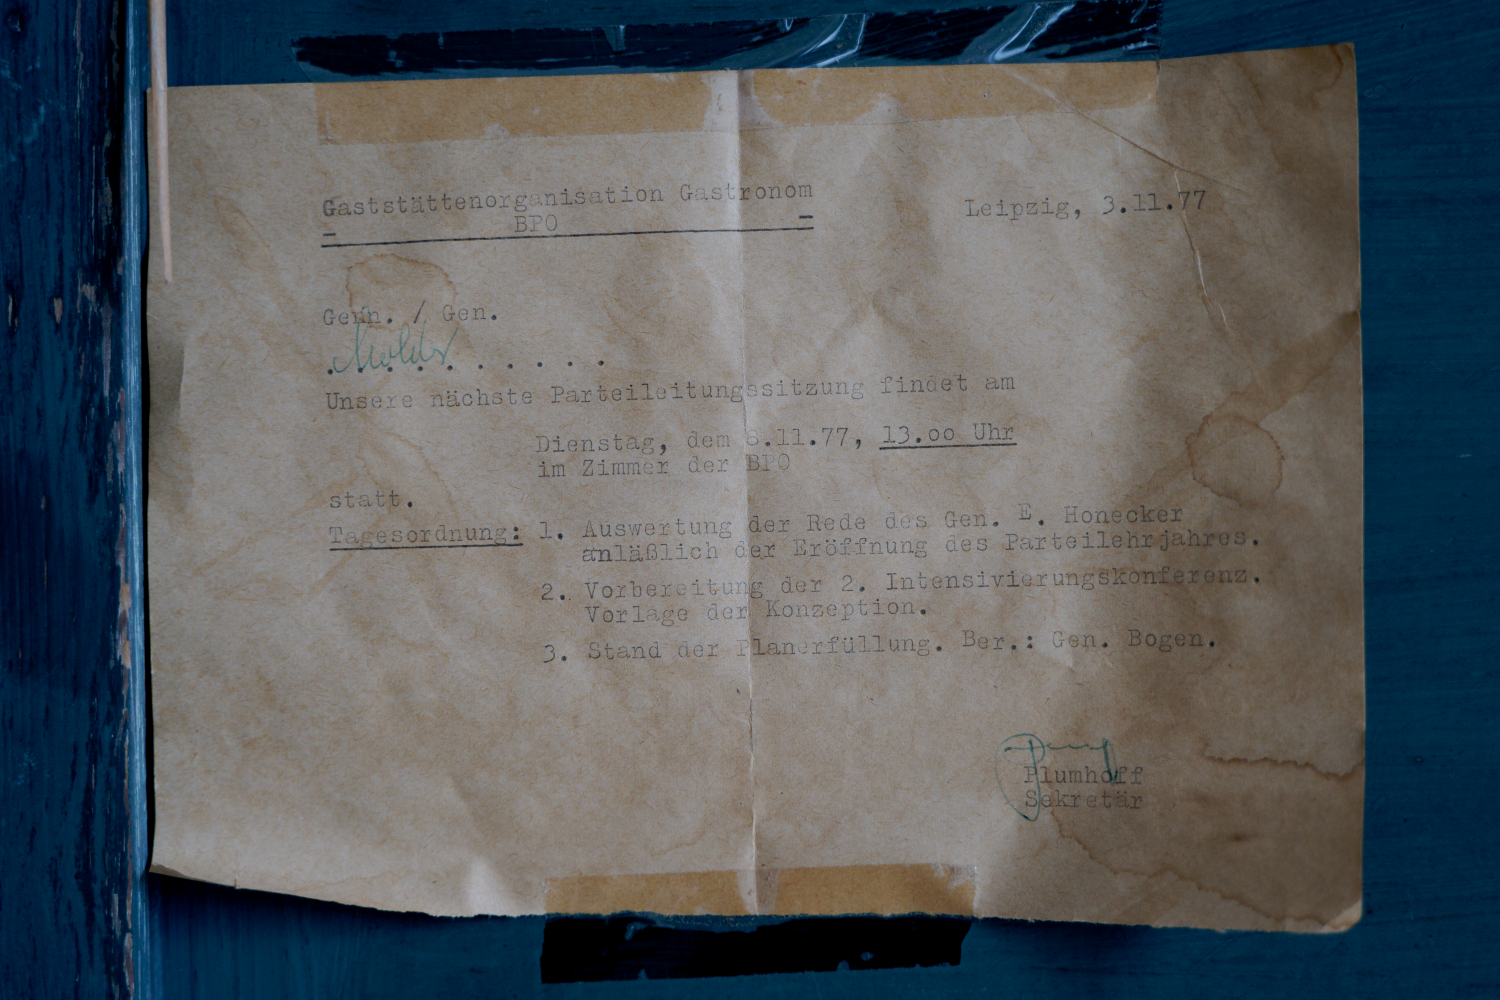 Gaststättenorganisation Gastronom
- BPO -
Leipzig, 3.11.77
Genn. / Gen.
. . . . . . . . . .
Unsere nächste Parteileitungssitzung findet am
Dienstag, dem 8.11.77, 13.oo Uhr
im Zimmer der BPO
statt.
Tagesordnung: 1. Auswertung der Rede des Gen. E. Honecker
anläßlich der Eröffnung des Parteilehrjahres.
2. Vorbereitung der 2. Intensivierungskonferenz.
Vorlage der Konzeption.
3. Stand der Planerfüllung. Ber.: Gen. Bogen.
Plumhoff
Sekretär